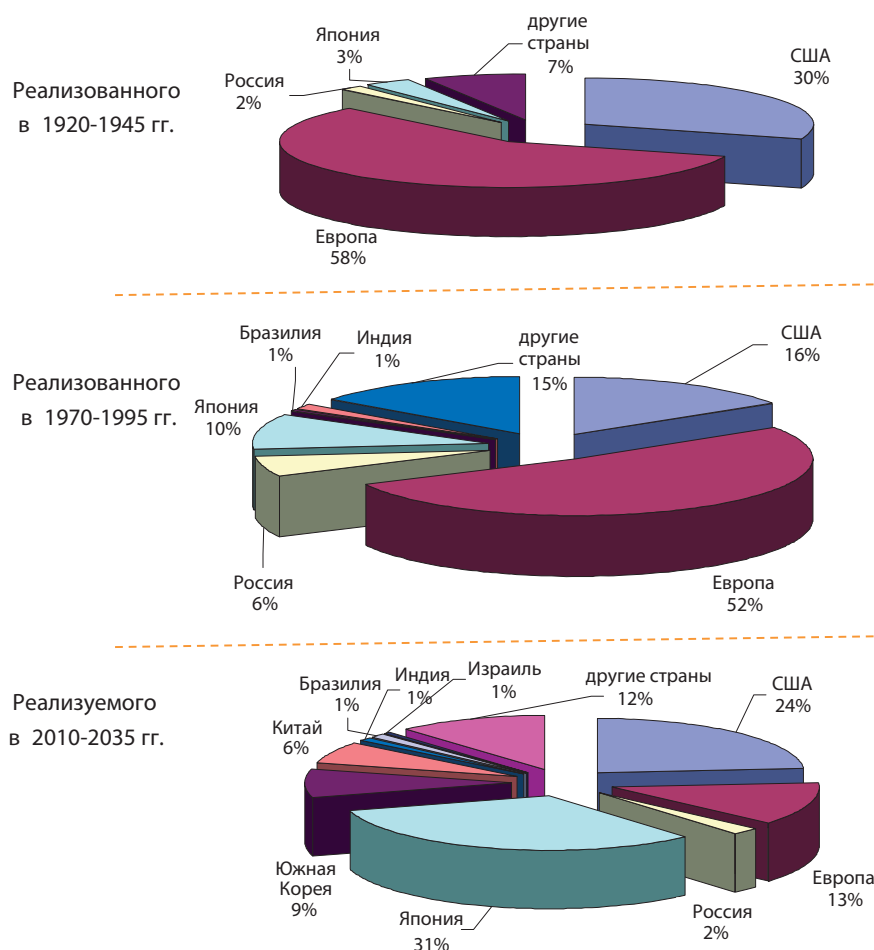 Реализованного
в 1920-1945 гг.
Россия
2%
Япония
3%
другие
страны
7%
США
30%
Европа
58%
Реализованного
в 1970-1995 гг.
Япония
10%
Бразилия
1%
Индия
1%
другие
страны
15%
США
16%
Россия
6%
Европа
52%
Реализуемого
в 2010-2035 гг.
Китай
6%
Бразилия
1%
Индия
1%
Израиль
1%
другие страны
12%
США
24%
Южная
Корея
9%
Япония
31%
Россия
2%
Европа
13%